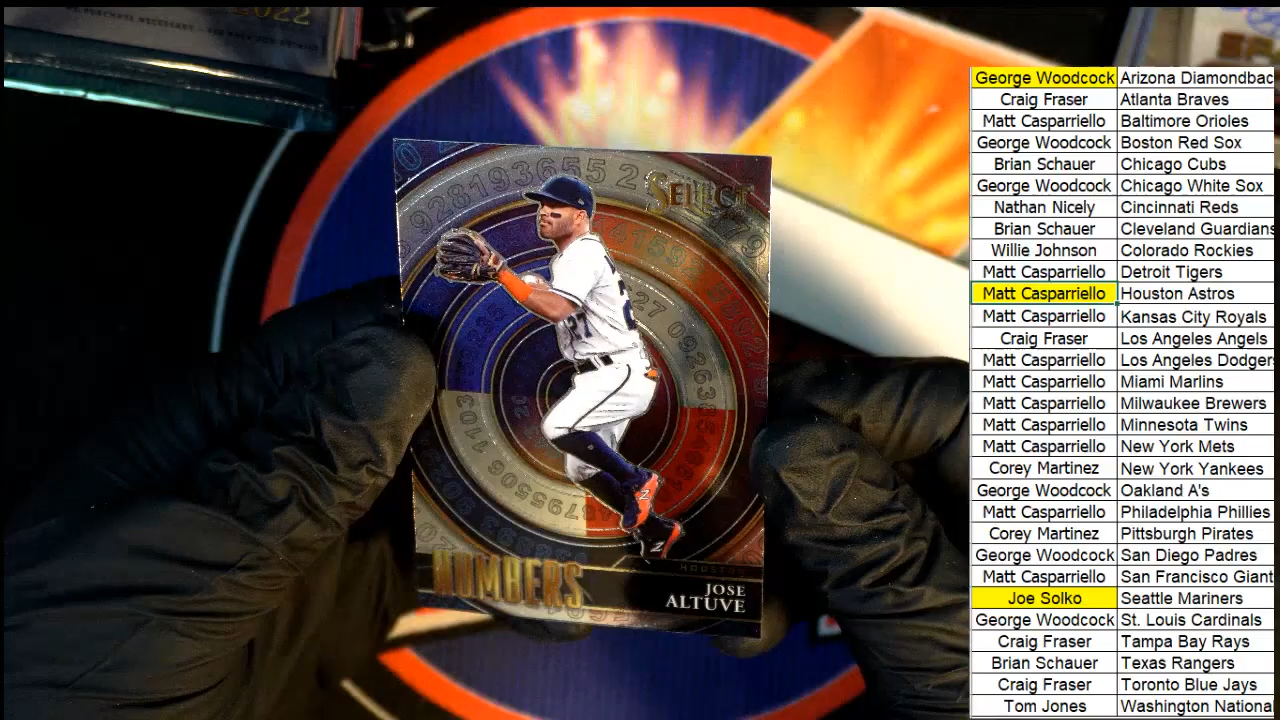 2022
SELECT
27
NUMBERS
HOUSTON
JOSE
ALTUVE
George Woodcock Arizona Diamondbac
Craig Fraser Atlanta Braves
Matt Casparriello Baltimore Orioles
George Woodcock Boston Red Sox
Brian Schauer Chicago Cubs
George Woodcock Chicago White Sox
Nathan Nicely Cincinnati Reds
Brian Schauer Cleveland Guardians
Willie Johnson Colorado Rockies
Matt Casparriello Detroit Tigers
Matt Casparriello Houston Astros
Matt Casparriello Kansas City Royals
Craig Fraser Los Angeles Angels
Matt Casparriello Los Angeles Dodgers
Matt Casparriello Miami Marlins
Matt Casparriello Milwaukee Brewers
Matt Casparriello Minnesota Twins
Matt Casparriello New York Mets
Corey Martinez New York Yankees
George Woodcock Oakland A's
Matt Casparriello Philadelphia Phillies
Corey Martinez Pittsburgh Pirates
George Woodcock San Diego Padres
Matt Casparriello San Francisco Giant
Joe Solko Seattle Mariners
George Woodcock St. Louis Cardinals
Craig Fraser Tampa Bay Rays
Brian Schauer Texas Rangers
Craig Fraser Toronto Blue Jays
Tom Jones Washington Nationa